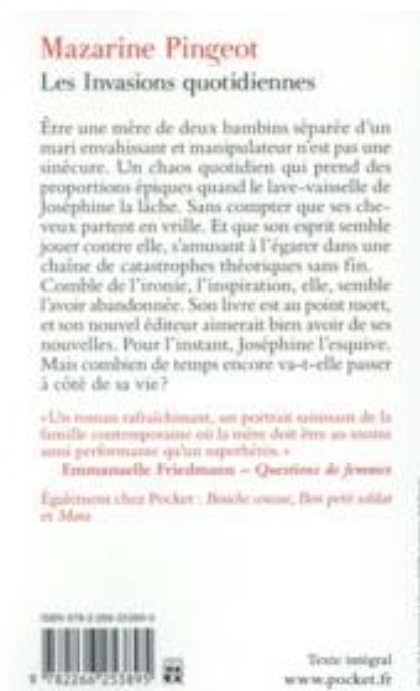 Mazarine Pingeot
Les Invasions quotidiennes
Être une mère de deux bambins séparée d'un
mari envahissant et manipulateur n'est pas une
sinécure. Un chaos quotidien qui prend des
proportions épiques quand le lave-vaisselle de
Joséphine la lâche. Sans compter que ses che-
veux partent en vrille. Et que son esprit semble
jouer contre elle, s'amusant à l'égarer dans une
chaîne de catastrophes théoriques sans fin.
Comble de l'ironie, l'inspiration, elle, semble
l'avoir abandonnée. Son livre est au point mort,
et son nouvel éditeur aimerait bien avoir de ses
nouvelles. Pour l'instant, Joséphine l'esquive.
Mais combien de temps encore va-t-elle passer
à côté de sa vie ?
« Un roman rafraîchissant, un portrait saisissant de la
famille contemporaine où la mère doit être au moins
aussi performante qu'un superhéros. »
Emmanuelle Friedmann – Questions de femmes
Également chez Pocket : Bouche cousue, Bon petit soldat
et Mara
9 782266 253895
Texte intégral
www.pocket.fr